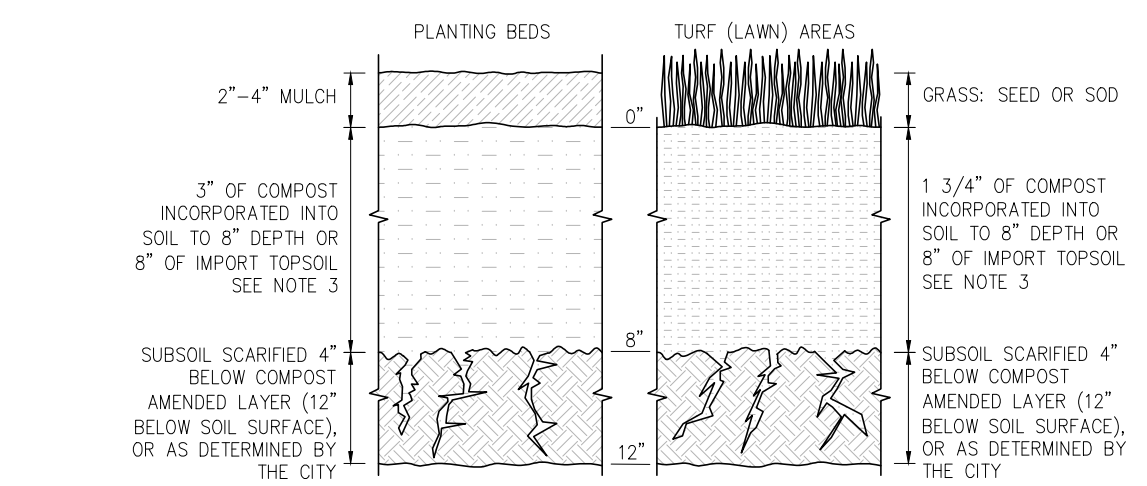 PLANTING BEDS
TURF (LAWN) AREAS
2"–4" MULCH
0"
GRASS: SEED OR SOD
3" OF COMPOST
INCORPORATED INTO
SOIL TO 8" DEPTH OR
8" OF IMPORT TOPSOIL
SEE NOTE 3
1 3/4" OF COMPOST
INCORPORATED INTO
SOIL TO 8" DEPTH OR
8" OF IMPORT TOPSOIL
SEE NOTE 3
8"
SUBSOIL SCARIFIED 4"
BELOW COMPOST
AMENDED LAYER (12"
BELOW SOIL SURFACE),
OR AS DETERMINED BY
THE CITY
SUBSOIL SCARIFIED 4"
BELOW COMPOST
AMENDED LAYER (12"
BELOW SOIL SURFACE),
OR AS DETERMINED BY
THE CITY
12"